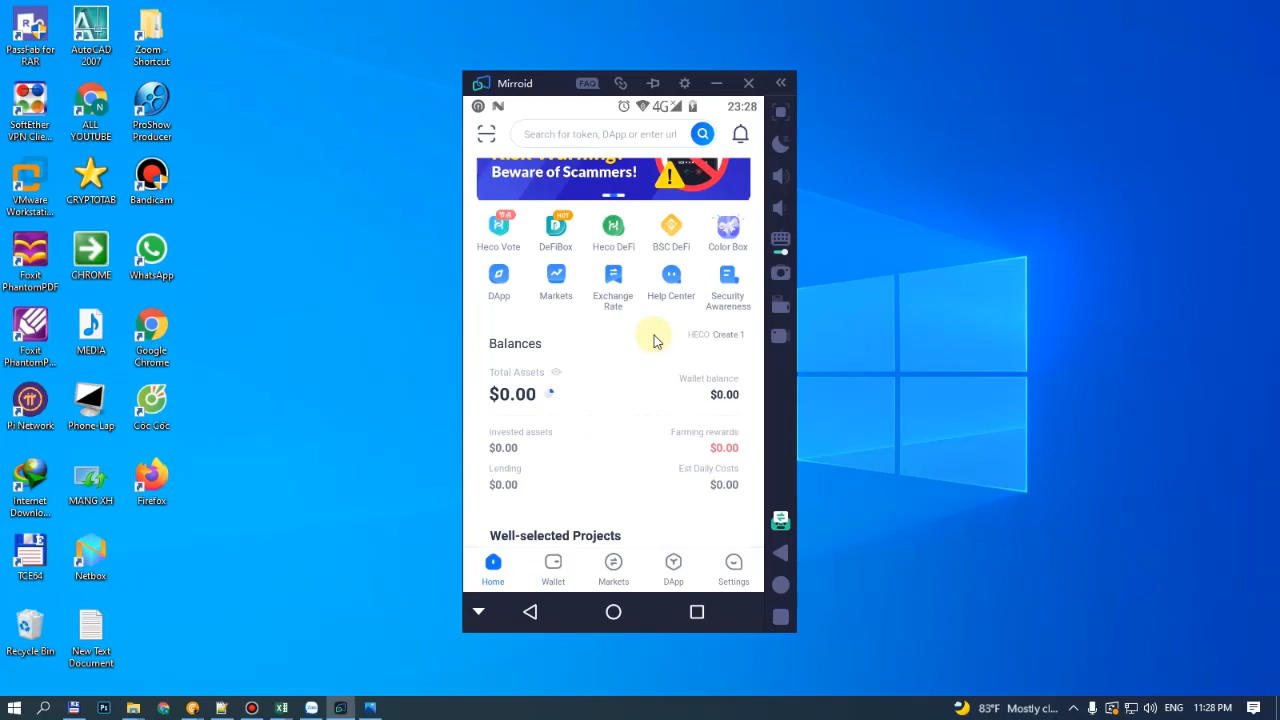 PassFab for
RAR
AutoCAD
2007
Zoom -
Shortcut
SoftEther
VPN Clie...
ALL
YOUTUBE
ProShow
Producer
VMware
Workstati...
CRYPTOTAB
Bandicam
Foxit
PhantomPDF
CHROME
WhatsApp
Foxit
PhantomP...
MEDIA
Google
Chrome
Pi Network
Phone-Lap
Cốc Cốc
Internet
Downlo...
MANG XH
Firefox
TCE64
Netbox
Recycle Bin
New Text
Document
Mirroid
FAQ
4G
23:28
Search for token, DApp or enter url
Risk Warning!
Beware of Scammers!
HOT
Heco Vote
DeFiBox
Heco DeFi
BSC DeFi
Color Box
DApp
Markets
Exchange
Rate
Help Center
Security
Awareness
HECO Create 1
Balances
Total Assets
$0.00
Wallet balance
$0.00
Invested assets
$0.00
Farming rewards
$0.00
Lending
$0.00
Est Daily Costs
$0.00
Well-selected Projects
Home
Wallet
Markets
DApp
Settings
83°F Mostly cl...
ENG
11:28 PM